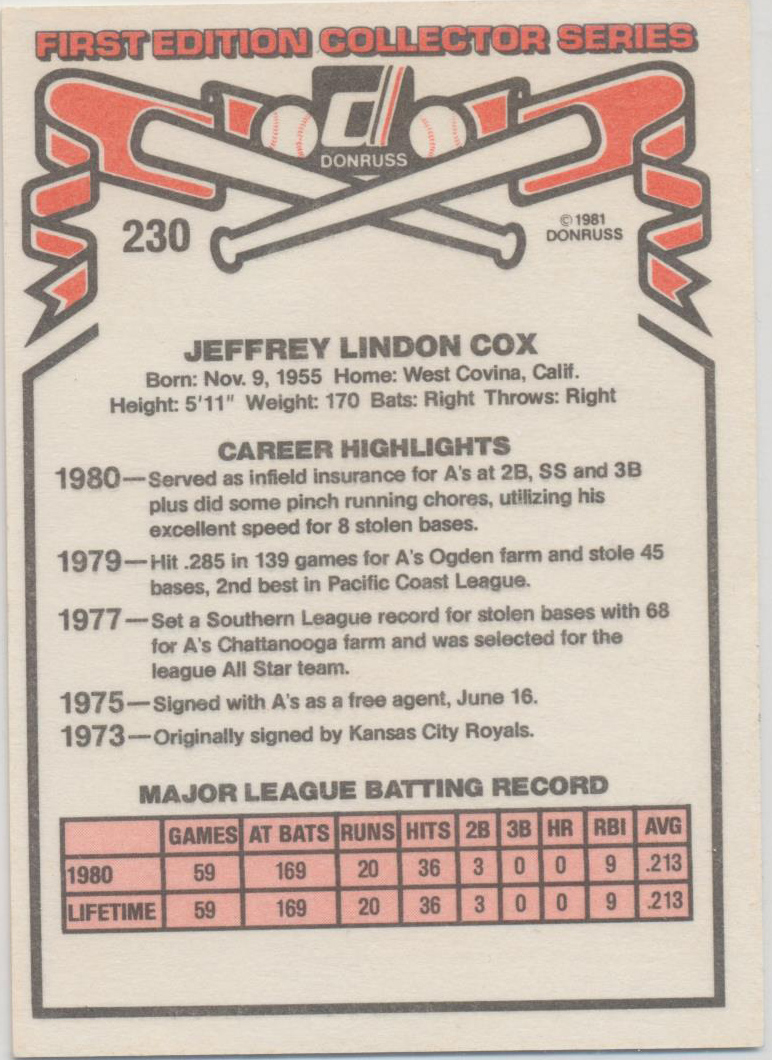 FIRST EDITION COLLECTOR SERIES
d
DONRUSS
230
© 1981
DONRUSS
JEFFREY LINDON COX
Born: Nov. 9, 1955 Home: West Covina, Calif.
Height: 5'11" Weight: 170 Bats: Right Throws: Right
CAREER HIGHLIGHTS
1980—Served as infield insurance for A's at 2B, SS and 3B
plus did some pinch running chores, utilizing his
excellent speed for 8 stolen bases.
1979—Hit .285 in 139 games for A's Ogden farm and stole 45
bases, 2nd best in Pacific Coast League.
1977—Set a Southern League record for stolen bases with 68
for A's Chattanooga farm and was selected for the
league All Star team.
1975—Signed with A's as a free agent, June 16.
1973—Originally signed by Kansas City Royals.
MAJOR LEAGUE BATTING RECORD
GAMES AT BATS RUNS HITS 2B 3B HR RBI AVG
1980 59 169 20 36 3 0 0 9 .213
LIFETIME 59 169 20 36 3 0 0 9 .213